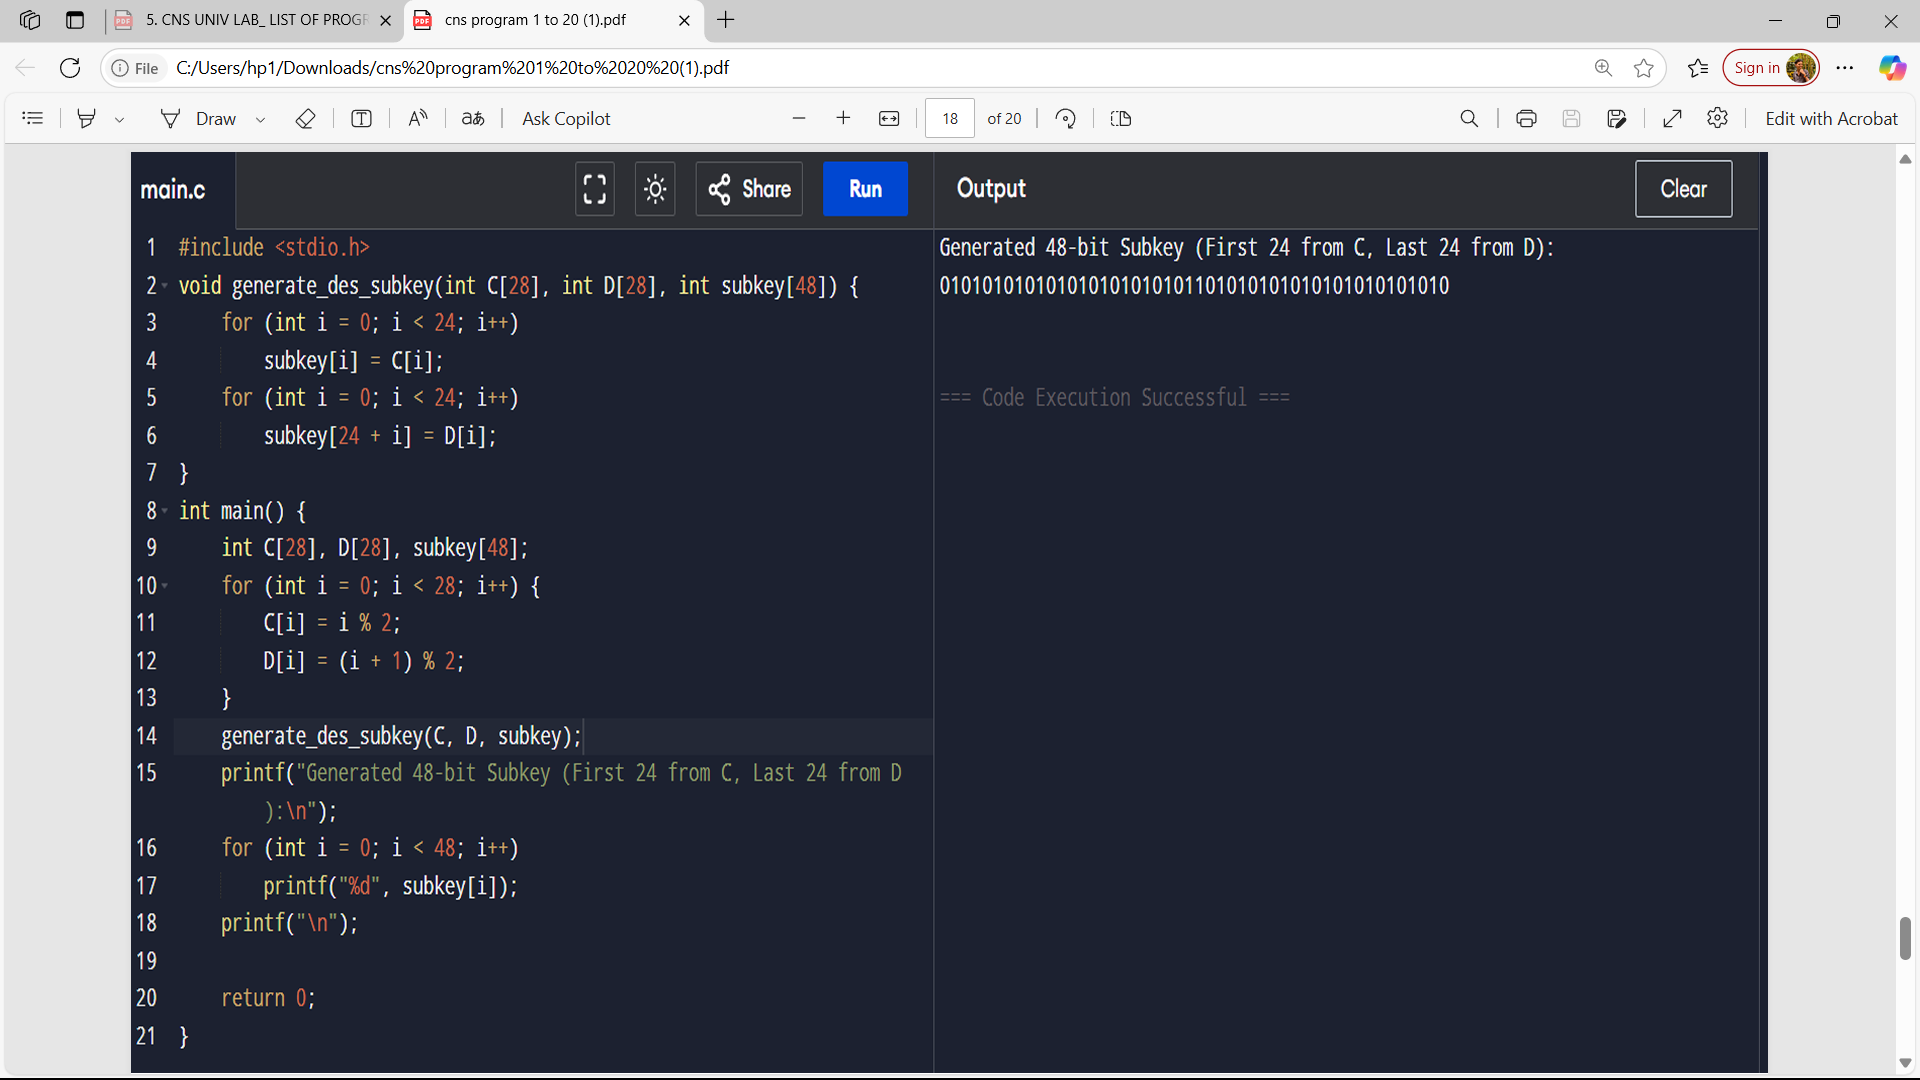 5. CNS UNIV LAB_ LIST OF PROGR
cns program 1 to 20 (1).pdf
File
C:/Users/hp1/Downloads/cns%20program%201%20to%2020%20(1).pdf
Sign in
Draw
Ask Copilot
18 of 20
Edit with Acrobat
main.c
Share
Run
Output
Clear
1 #include <stdio.h>
2 void generate_des_subkey(int C[28], int D[28], int subkey[48]) {
3 for (int i = 0; i < 24; i++)
4 subkey[i] = C[i];
5 for (int i = 0; i < 24; i++)
6 subkey[24 + i] = D[i];
7 }
8 int main() {
9 int C[28], D[28], subkey[48];
10 for (int i = 0; i < 28; i++) {
11 C[i] = i % 2;
12 D[i] = (i + 1) % 2;
13 }
14 generate_des_subkey(C, D, subkey);
15 printf("Generated 48-bit Subkey (First 24 from C, Last 24 from D
):\n");
16 for (int i = 0; i < 48; i++)
17 printf("%d", subkey[i]);
18 printf("\n");
19
20 return 0;
21 }
Generated 48-bit Subkey (First 24 from C, Last 24 from D):
010101010101010101010101101010101010101010101010
=== Code Execution Successful ===